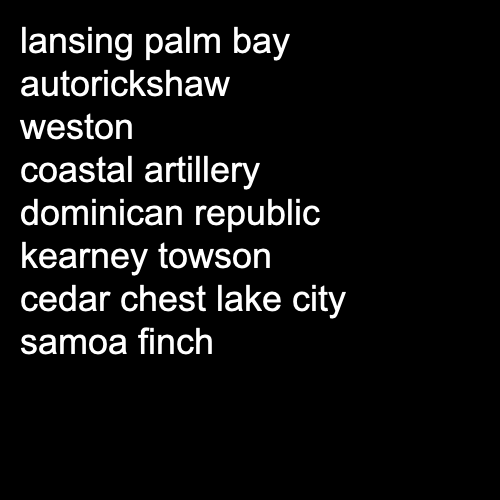 lansing palm bay
autorickshaw
weston
coastal artillery
dominican republic
kearney towson
cedar chest lake city
samoa finch